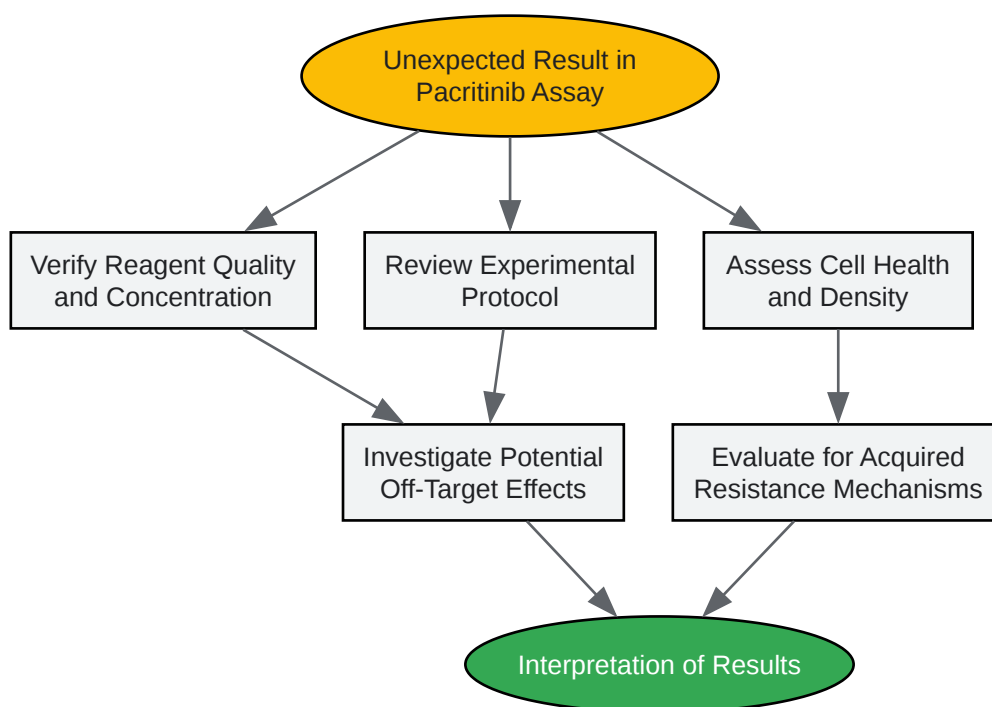 Unexpected Result in
Pacritinib Assay
Verify Reagent Quality
and Concentration
Review Experimental
Protocol
Assess Cell Health
and Density
Investigate Potential
Off-Target Effects
Evaluate for Acquired
Resistance Mechanisms
Interpretation of Results